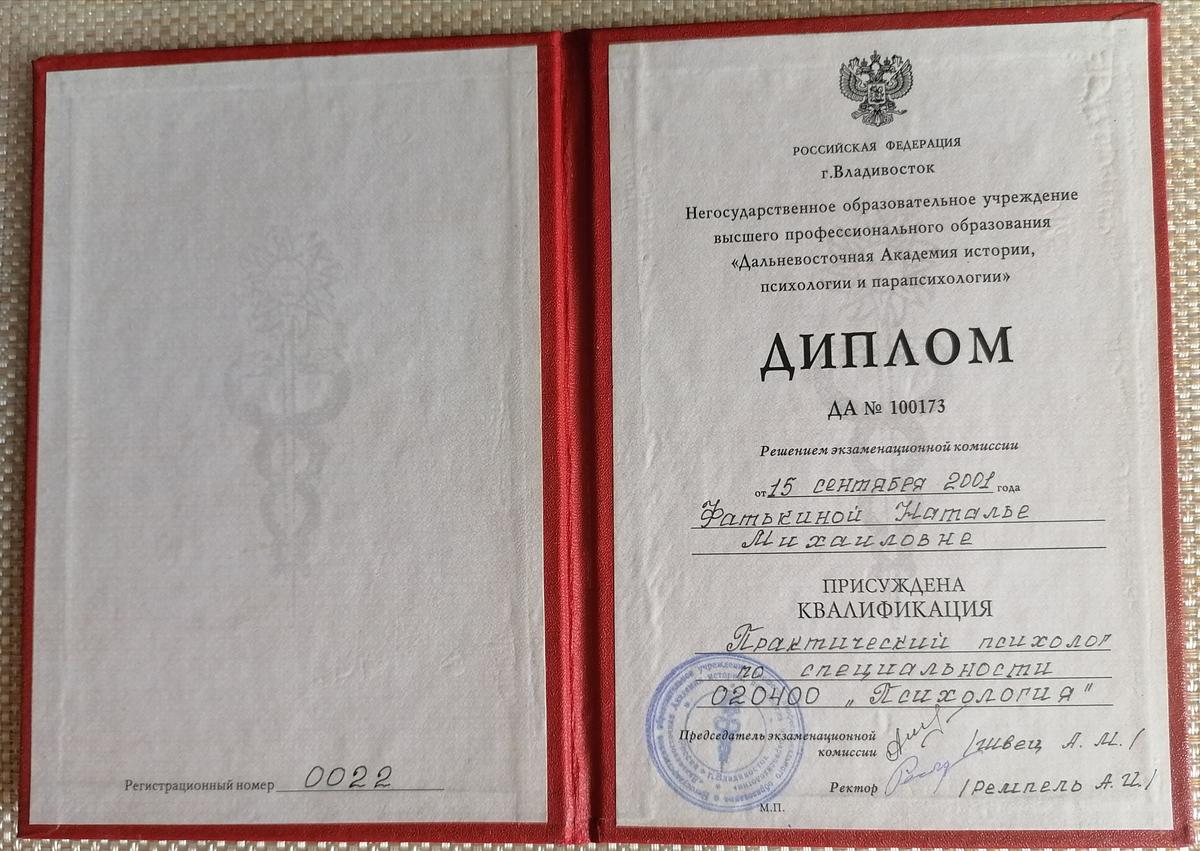 Регистрационный номер 0022
РОССИЙСКАЯ ФЕДЕРАЦИЯ
г.Владивосток
Негосударственное образовательное учреждение
высшего профессионального образования
«Дальневосточная Академия истории,
психологии и парапсихологии»
ДИПЛОМ
ДА № 100173
Решением экзаменационной комиссии
от 15 сентября 2001 года
Фатькиной Наталье
Михаиловне
ПРИСУЖДЕНА
КВАЛИФИКАЦИЯ
Практический психолог
по специальности
020400 „Психология"
Председатель экзаменационной
комиссии /Швец А. М./
Ректор /Ремпель А.И./
М.П.
г.Владивосток